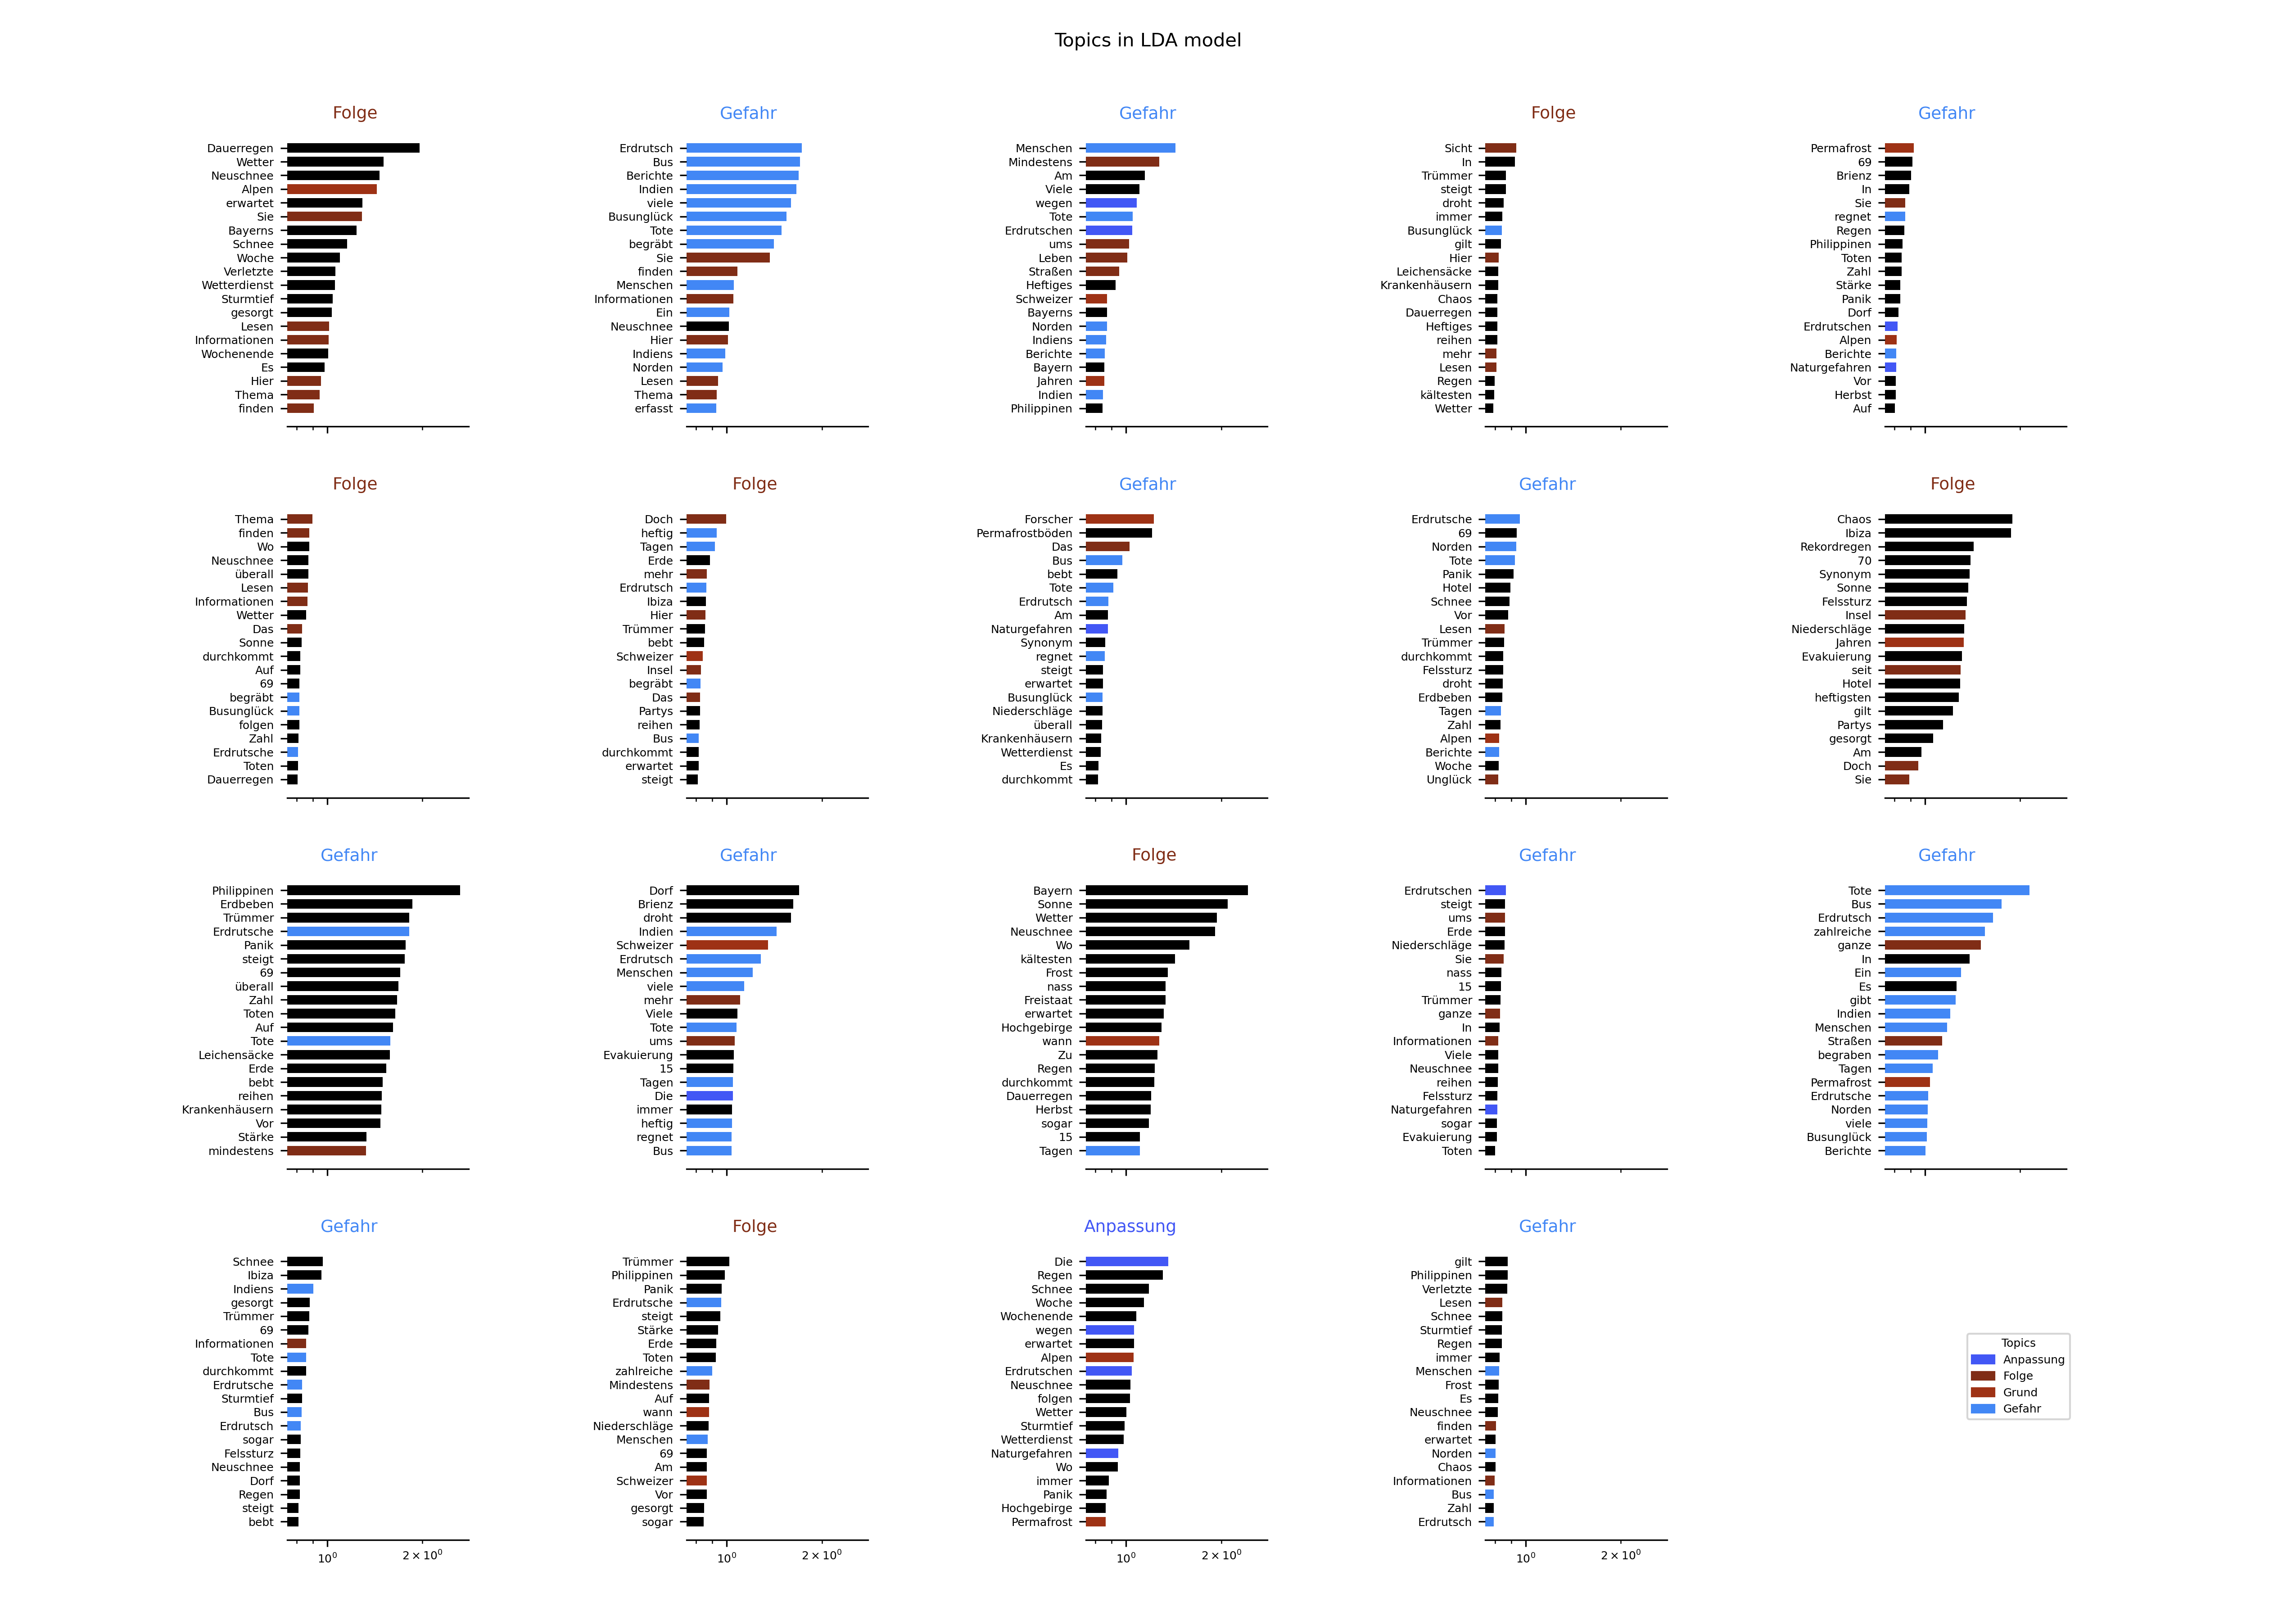 Topics in LDA model
Folge
Dauerregen
Wetter
Neuschnee
Alpen
erwartet
Sie
Bayerns
Schnee
Woche
Verletzte
Wetterdienst
Sturmtief
gesorgt
Lesen
Informationen
Wochenende
Es
Hier
Thema
finden
Gefahr
Erdrutsch
Bus
Berichte
Indien
viele
Busunglück
Tote
begräbt
Sie
finden
Menschen
Informationen
Ein
Neuschnee
Hier
Indiens
Norden
Lesen
Thema
erfasst
Gefahr
Menschen
Mindestens
Am
Viele
wegen
Tote
Erdrutschen
ums
Leben
Straßen
Heftiges
Schweizer
Bayerns
Norden
Indiens
Berichte
Bayern
Jahren
Indien
Philippinen
Folge
Sicht
In
Trümmer
steigt
droht
immer
Busunglück
gilt
Hier
Leichensäcke
Krankenhäusern
Chaos
Dauerregen
Heftiges
reihen
mehr
Lesen
Regen
kältesten
Wetter
Gefahr
Permafrost
69
Brienz
In
Sie
regnet
Regen
Philippinen
Toten
Zahl
Stärke
Panik
Dorf
Erdrutschen
Alpen
Berichte
Naturgefahren
Vor
Herbst
Auf
Folge
Thema
finden
Wo
Neuschnee
überall
Lesen
Informationen
Wetter
Das
Sonne
durchkommt
Auf
69
begräbt
Busunglück
folgen
Zahl
Erdrutsche
Toten
Dauerregen
Folge
Doch
heftig
Tagen
Erde
mehr
Erdrutsch
Ibiza
Hier
Trümmer
bebt
Schweizer
Insel
begräbt
Das
Partys
reihen
Bus
durchkommt
erwartet
steigt
Gefahr
Forscher
Permafrostböden
Das
Bus
bebt
Tote
Erdrutsch
Am
Naturgefahren
Synonym
regnet
steigt
erwartet
Busunglück
Niederschläge
überall
Krankenhäusern
Wetterdienst
Es
durchkommt
Gefahr
Erdrutsche
69
Norden
Tote
Panik
Hotel
Schnee
Vor
Lesen
Trümmer
durchkommt
Felssturz
droht
Erdbeben
Tagen
Zahl
Alpen
Berichte
Woche
Unglück
Folge
Chaos
Ibiza
Rekordregen
70
Synonym
Sonne
Felssturz
Insel
Niederschläge
Jahren
Evakuierung
seit
Hotel
heftigsten
gilt
Partys
gesorgt
Am
Doch
Sie
Gefahr
Philippinen
Erdbeben
Trümmer
Erdrutsche
Panik
steigt
69
überall
Zahl
Toten
Auf
Tote
Leichensäcke
Erde
bebt
reihen
Krankenhäusern
Vor
Stärke
mindestens
Gefahr
Dorf
Brienz
droht
Indien
Schweizer
Erdrutsch
Menschen
viele
mehr
Viele
Tote
ums
Evakuierung
15
Tagen
Die
immer
heftig
regnet
Bus
Folge
Bayern
Sonne
Wetter
Neuschnee
Wo
kältesten
Frost
nass
Freistaat
erwartet
Hochgebirge
wann
Zu
Regen
durchkommt
Dauerregen
Herbst
sogar
15
Tagen
Gefahr
Erdrutschen
steigt
ums
Erde
Niederschläge
Sie
nass
15
Trümmer
ganze
In
Informationen
Viele
Neuschnee
reihen
Felssturz
Naturgefahren
sogar
Evakuierung
Toten
Gefahr
Tote
Bus
Erdrutsch
zahlreiche
ganze
In
Ein
Es
gibt
Indien
Menschen
Straßen
begraben
Tagen
Permafrost
Erdrutsche
Norden
viele
Busunglück
Berichte
Gefahr
Schnee
Ibiza
Indiens
gesorgt
Trümmer
69
Informationen
Tote
durchkommt
Erdrutsche
Sturmtief
Bus
Erdrutsch
sogar
Felssturz
Neuschnee
Dorf
Regen
steigt
bebt
10⁰
2 × 10⁰
Folge
Trümmer
Philippinen
Panik
Erdrutsche
steigt
Stärke
Erde
Toten
zahlreiche
Mindestens
Auf
wann
Niederschläge
Menschen
69
Am
Schweizer
Vor
gesorgt
sogar
10⁰
2 × 10⁰
Anpassung
Die
Regen
Schnee
Woche
Wochenende
wegen
erwartet
Alpen
Erdrutschen
Neuschnee
folgen
Wetter
Sturmtief
Wetterdienst
Naturgefahren
Wo
immer
Panik
Hochgebirge
Permafrost
10⁰
2 × 10⁰
Gefahr
gilt
Philippinen
Verletzte
Lesen
Schnee
Sturmtief
Regen
immer
Menschen
Frost
Es
Neuschnee
finden
erwartet
Norden
Chaos
Informationen
Bus
Zahl
Erdrutsch
10⁰
2 × 10⁰
Topics
Anpassung
Folge
Grund
Gefahr